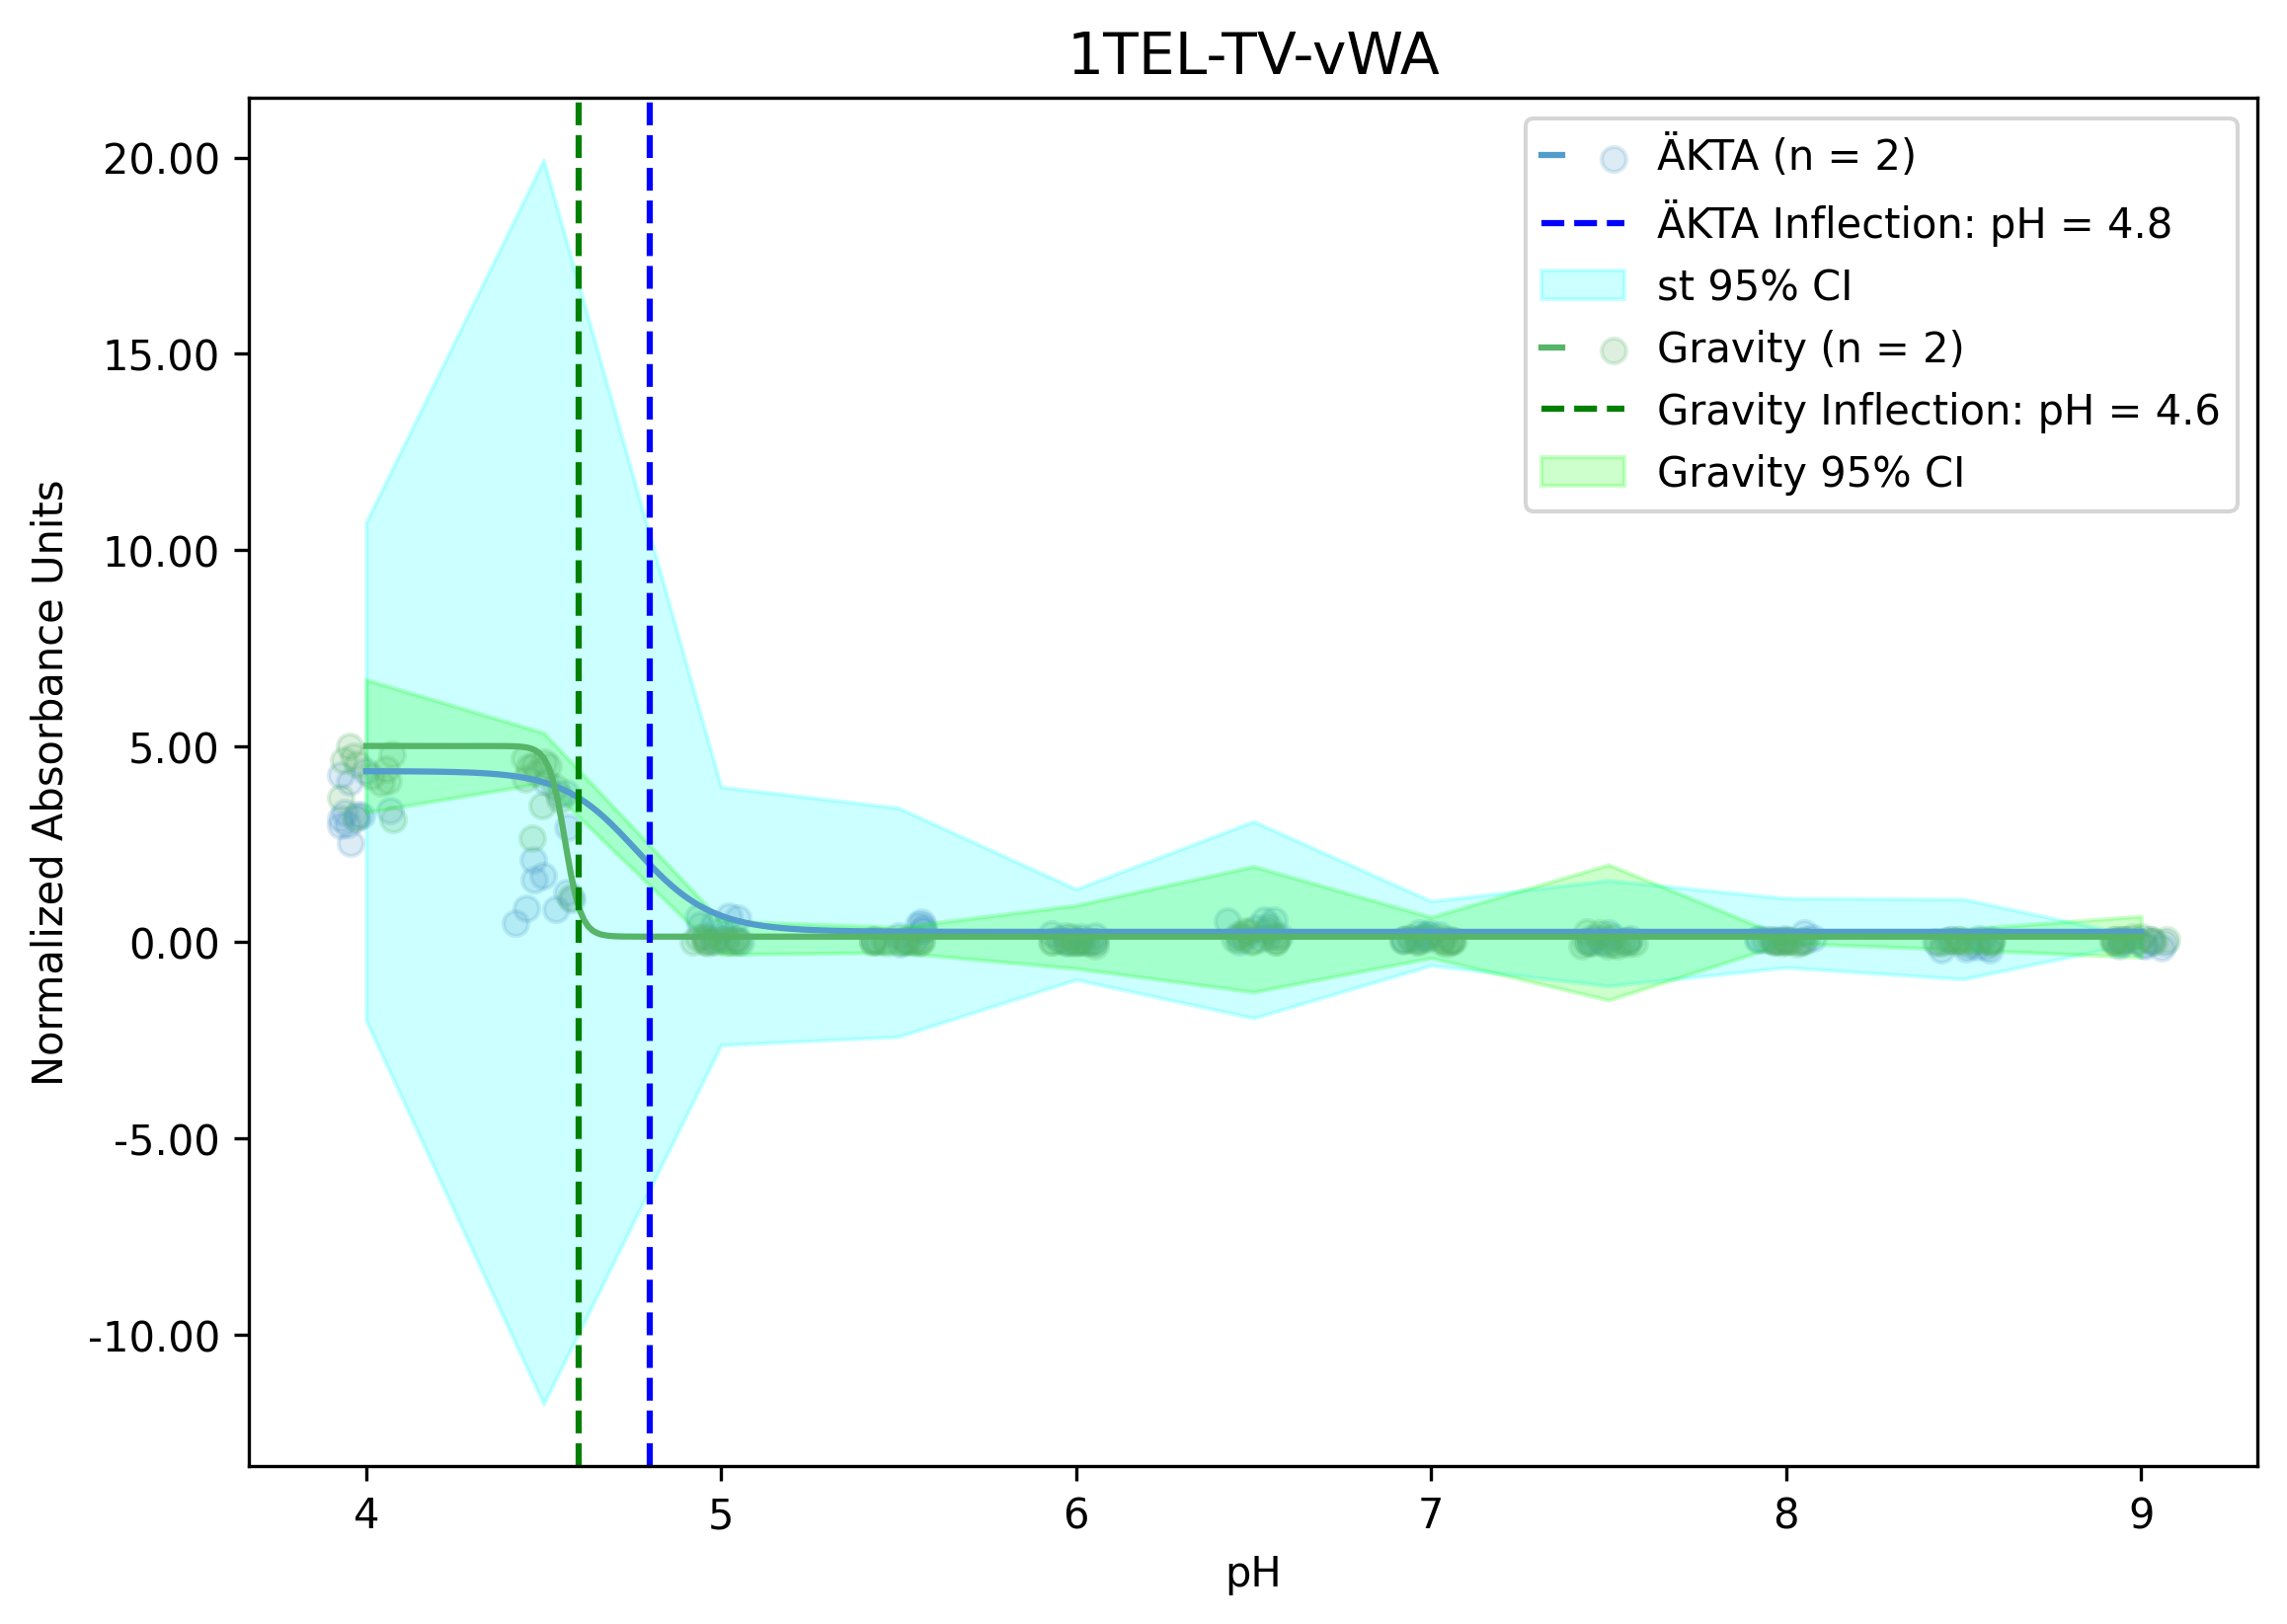 1TEL-TV-vWA
20.00
15.00
10.00
5.00
0.00
-5.00
-10.00
Normalized Absorbance Units
ÄKTA (n = 2)
ÄKTA Inflection: pH = 4.8
st 95% CI
Gravity (n = 2)
Gravity Inflection: pH = 4.6
Gravity 95% CI
4 5 6 7 8 9
pH